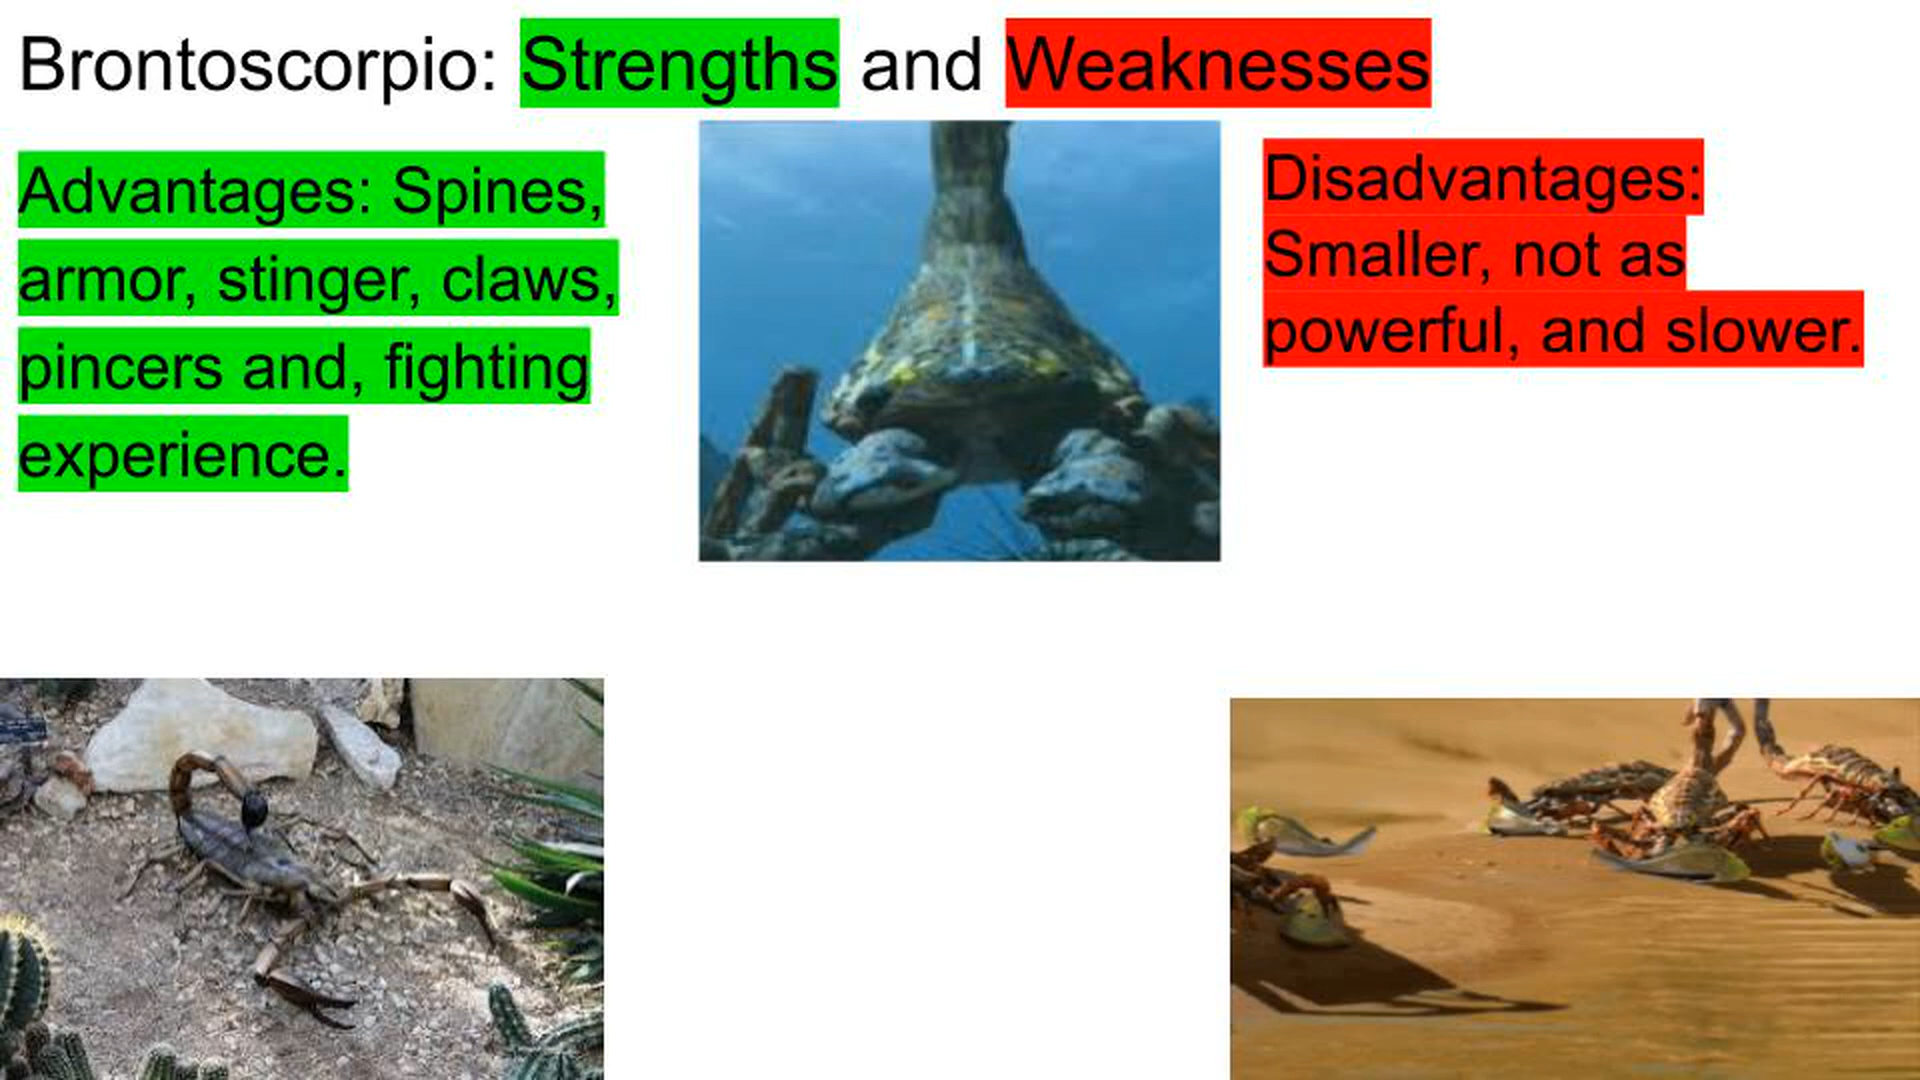 Brontoscorpio: Strengths and Weaknesses
Advantages: Spines,
armor, stinger, claws,
pincers and, fighting
experience.
Disadvantages:
Smaller, not as
powerful, and slower.